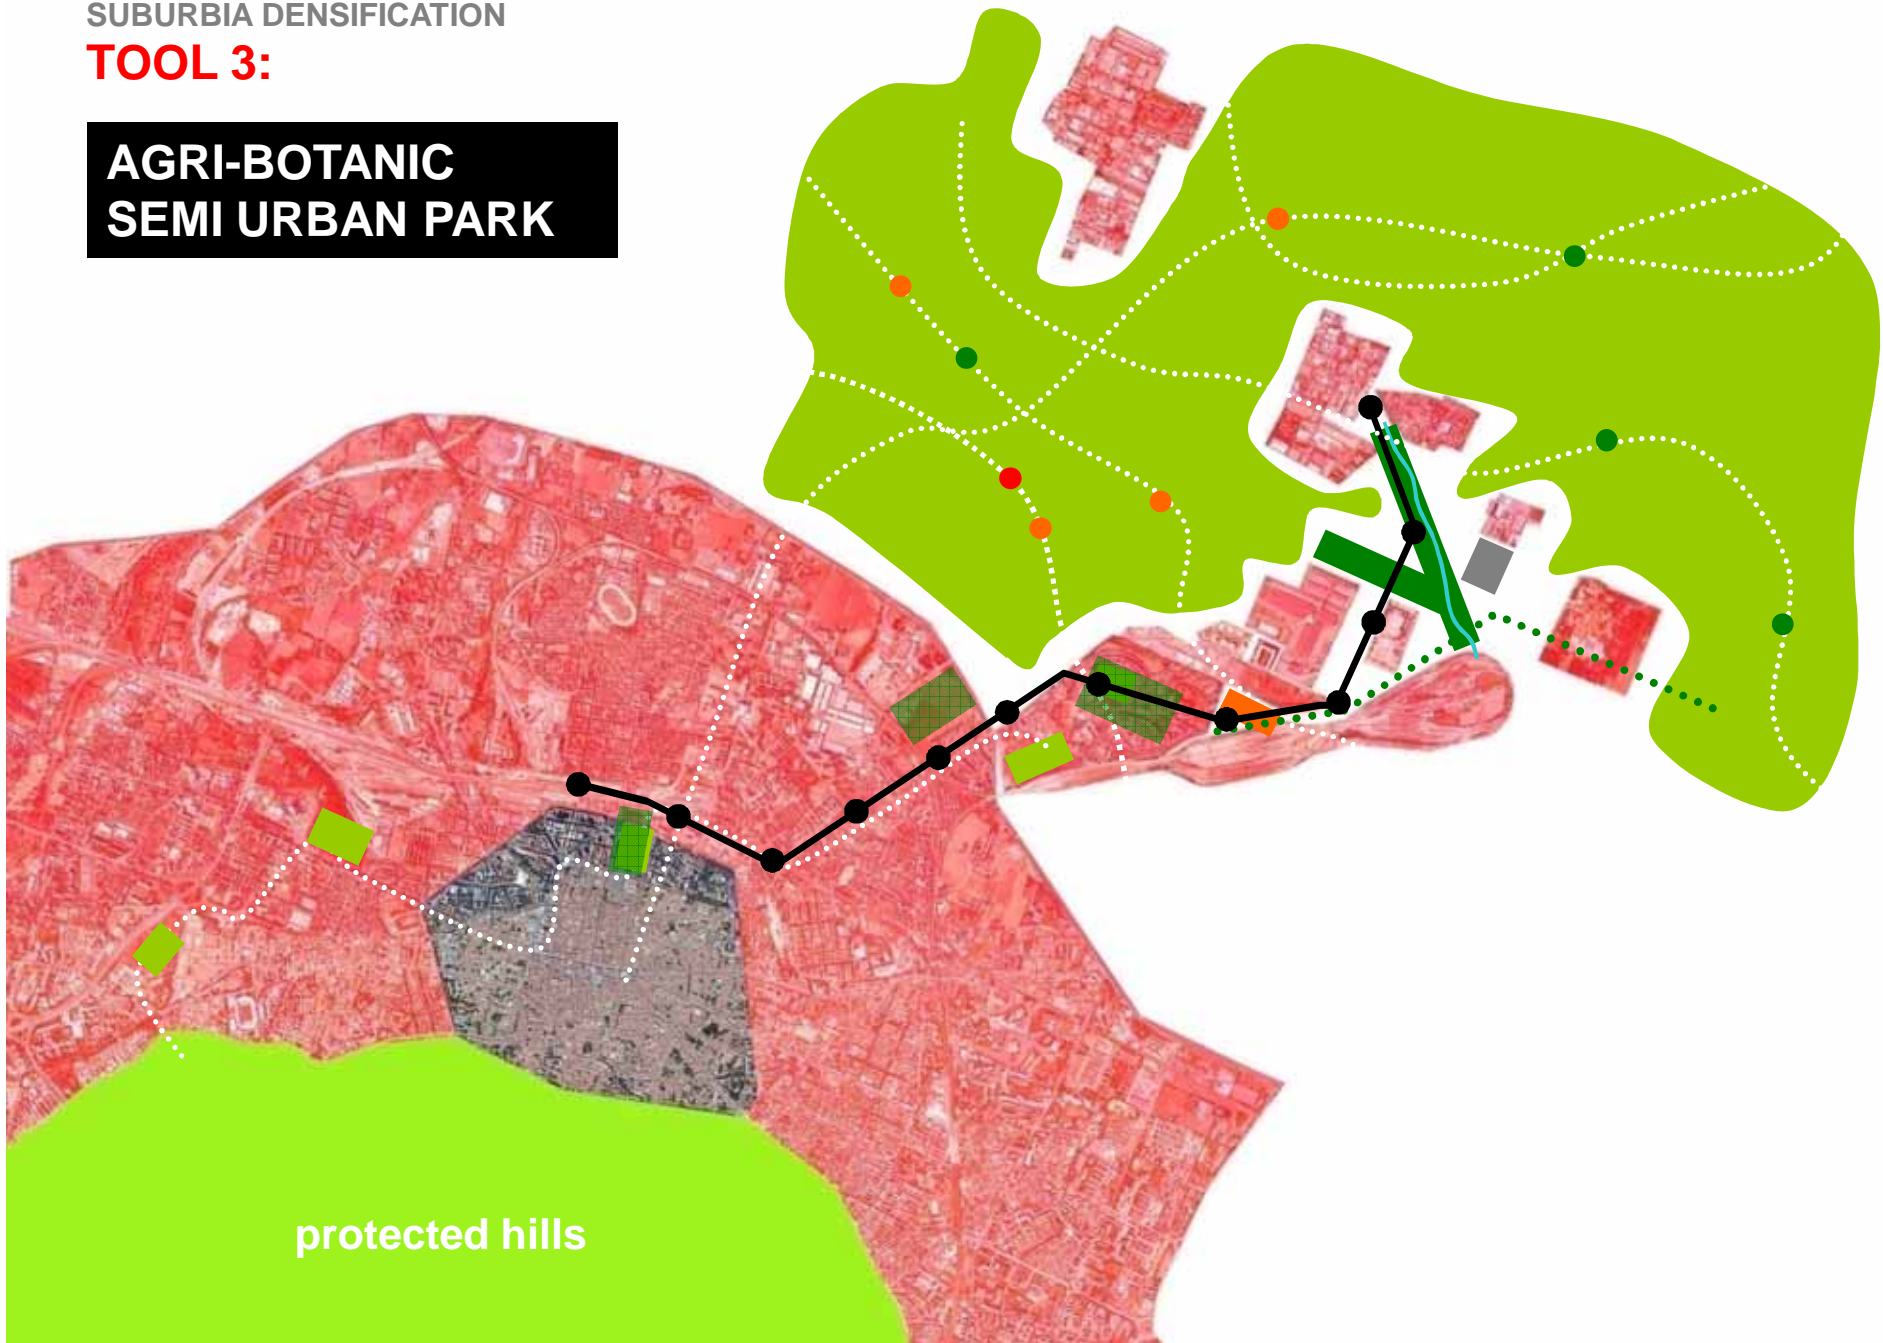 SUBURBIA DENSIFICATION
TOOL 3:
AGRI-BOTANIC
SEMI URBAN PARK
protected hills